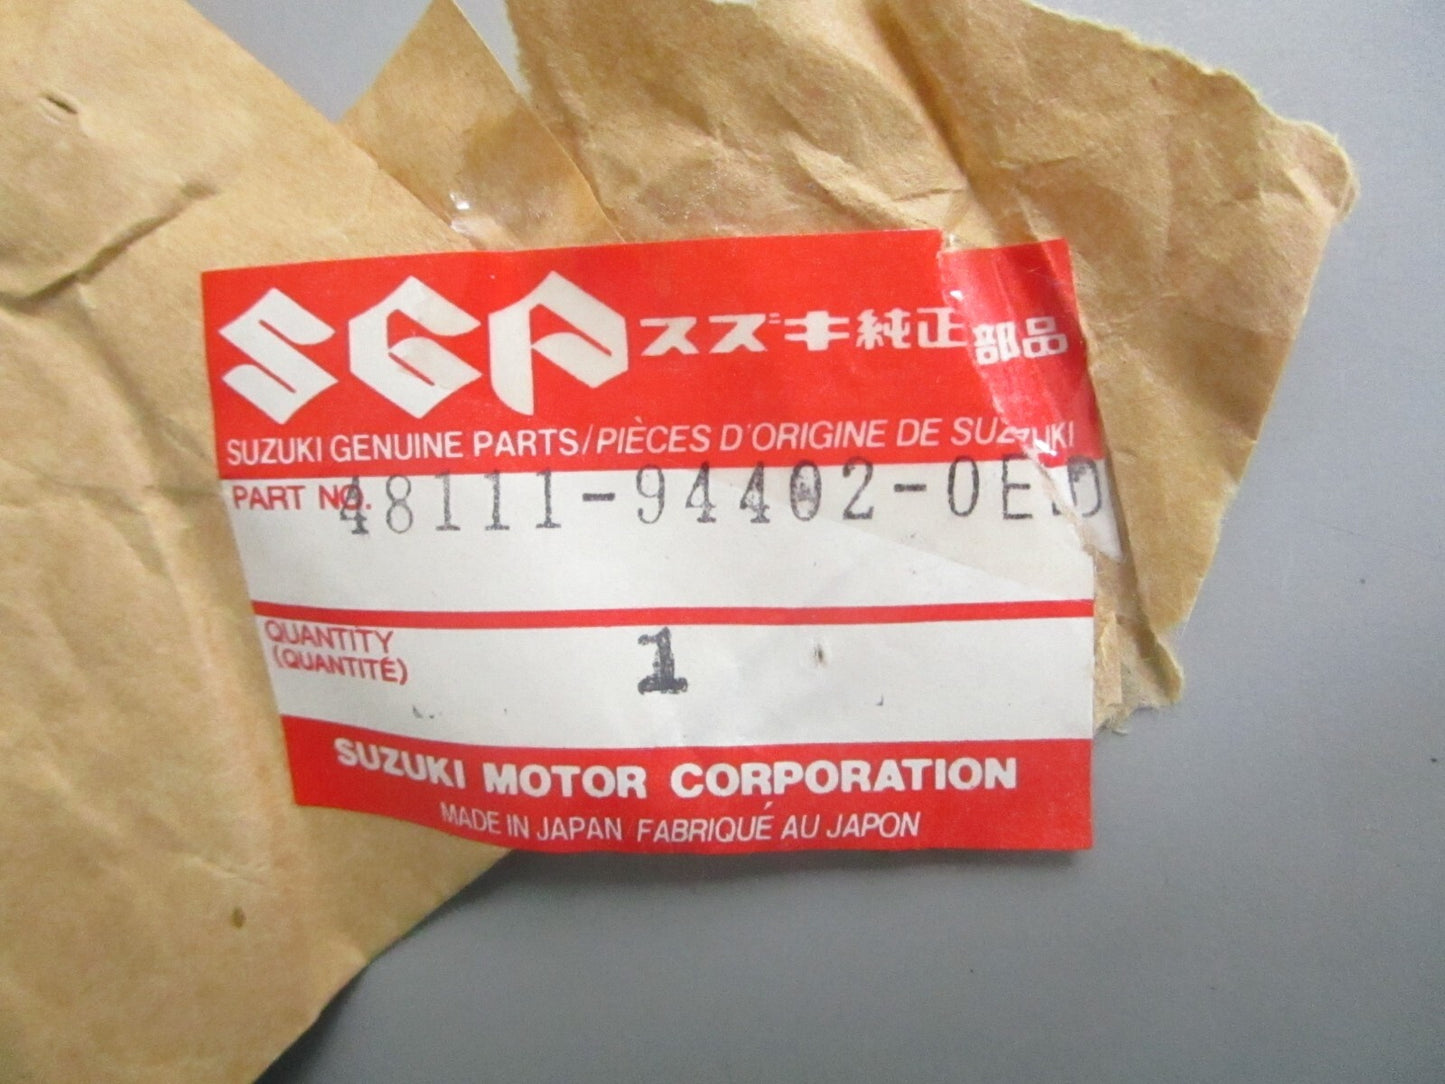 SGP スズキ純正部品
SUZUKI GENUINE PARTS/PIÈCES D'ORIGINE DE SUZUKI
PART NO. 48111-94402-0ED
QUANTITY
(QUANTITÉ) 1
SUZUKI MOTOR CORPORATION
MADE IN JAPAN FABRIQUÉ AU JAPON